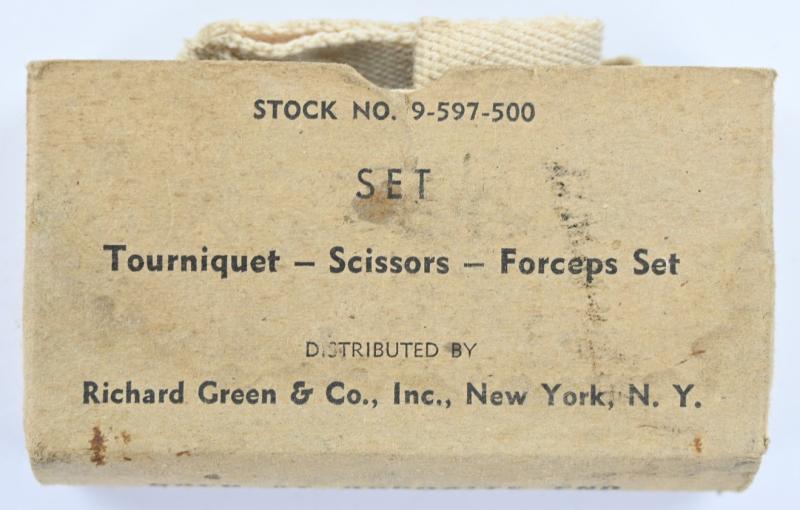 STOCK NO. 9-597-500
SET
Tourniquet – Scissors – Forceps Set
DISTRIBUTED BY
Richard Green & Co., Inc., New York, N. Y.